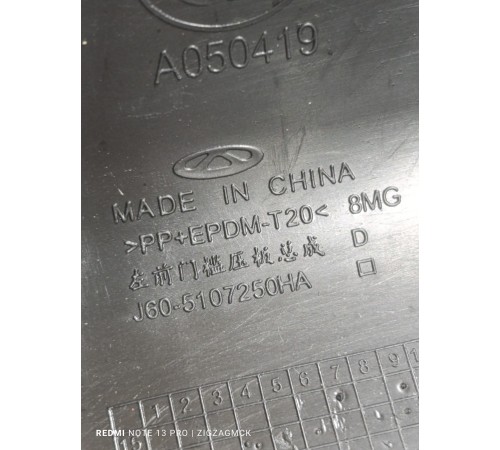 A050419
MADE IN CHINA
>PP+EPDM-T20< 8MG
左前门槛压板总成 D
J60-5107250HA
1 2 3 4 5 6 7 8 9
15
REDMI NOTE 13 PRO | ZIGZAGMCK